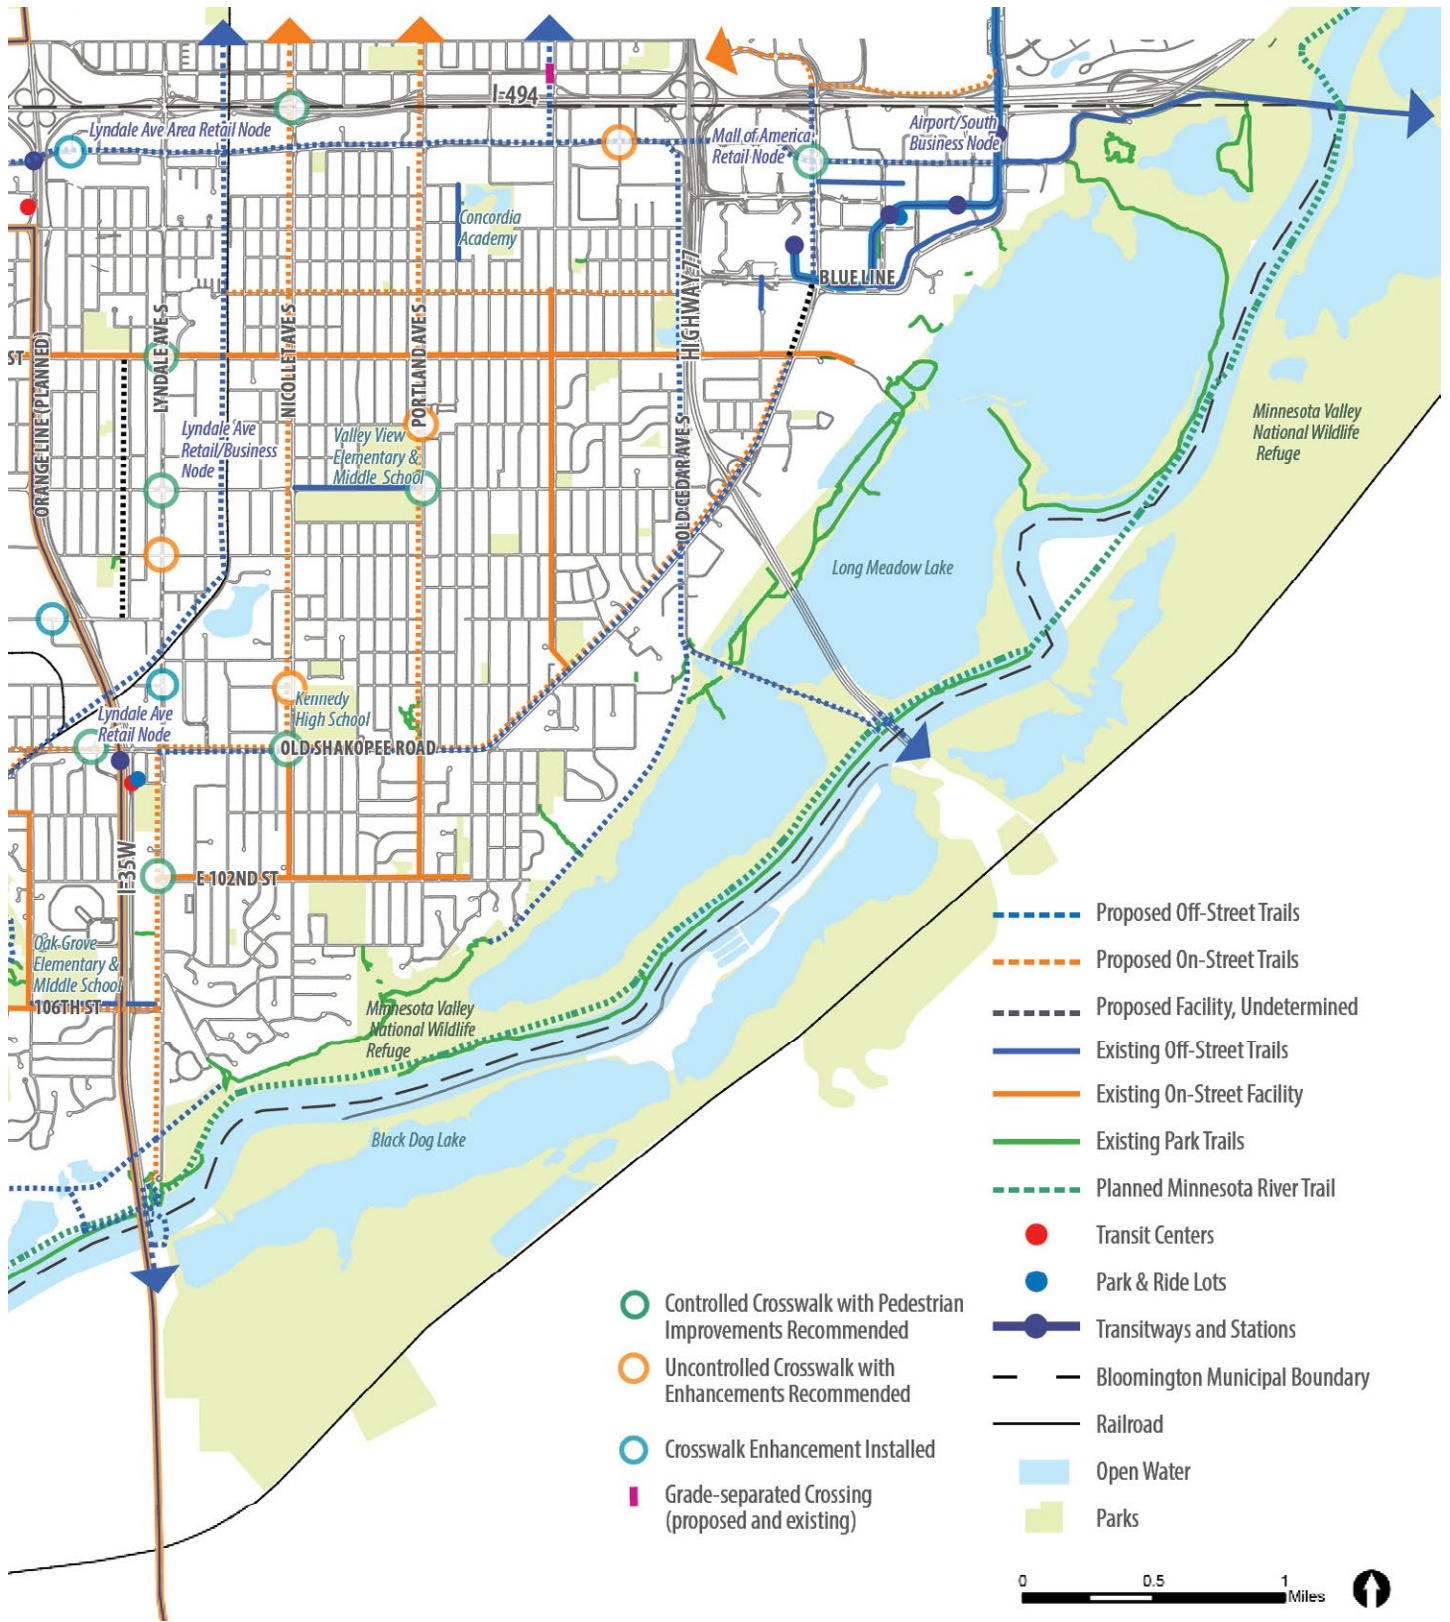 I-494
Lyndale Ave Area Retail Node
Mall of America
Retail Node
Airport/South
Business Node
Concordia
Academy
HIGHWAY 77
BLUE LINE
ORANGE LINE (PLANNED)
LYNDALE AVE S
NICOLLET AVE S
PORTLAND AVE S
ST
Lyndale Ave
Retail/Business
Node
Valley View
Elementary &
Middle School
OLD CEDAR AVE S
Minnesota Valley
National Wildlife
Refuge
Long Meadow Lake
Kennedy
High School
Lyndale Ave
Retail Node
OLD SHAKOPEE ROAD
I-35W
E 102ND ST
Oak Grove
Elementary &
Middle School
106TH ST
Minnesota Valley
National Wildlife
Refuge
Black Dog Lake
Proposed Off-Street Trails
Proposed On-Street Trails
Proposed Facility, Undetermined
Existing Off-Street Trails
Existing On-Street Facility
Existing Park Trails
Planned Minnesota River Trail
Transit Centers
Park & Ride Lots
Transitways and Stations
Bloomington Municipal Boundary
Railroad
Open Water
Parks
Controlled Crosswalk with Pedestrian
Improvements Recommended
Uncontrolled Crosswalk with
Enhancements Recommended
Crosswalk Enhancement Installed
Grade-separated Crossing
(proposed and existing)
0 0.5 1
Miles